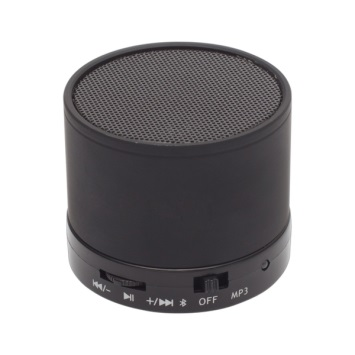 ⏮/- ⏯ +/⏭ OFF MP3